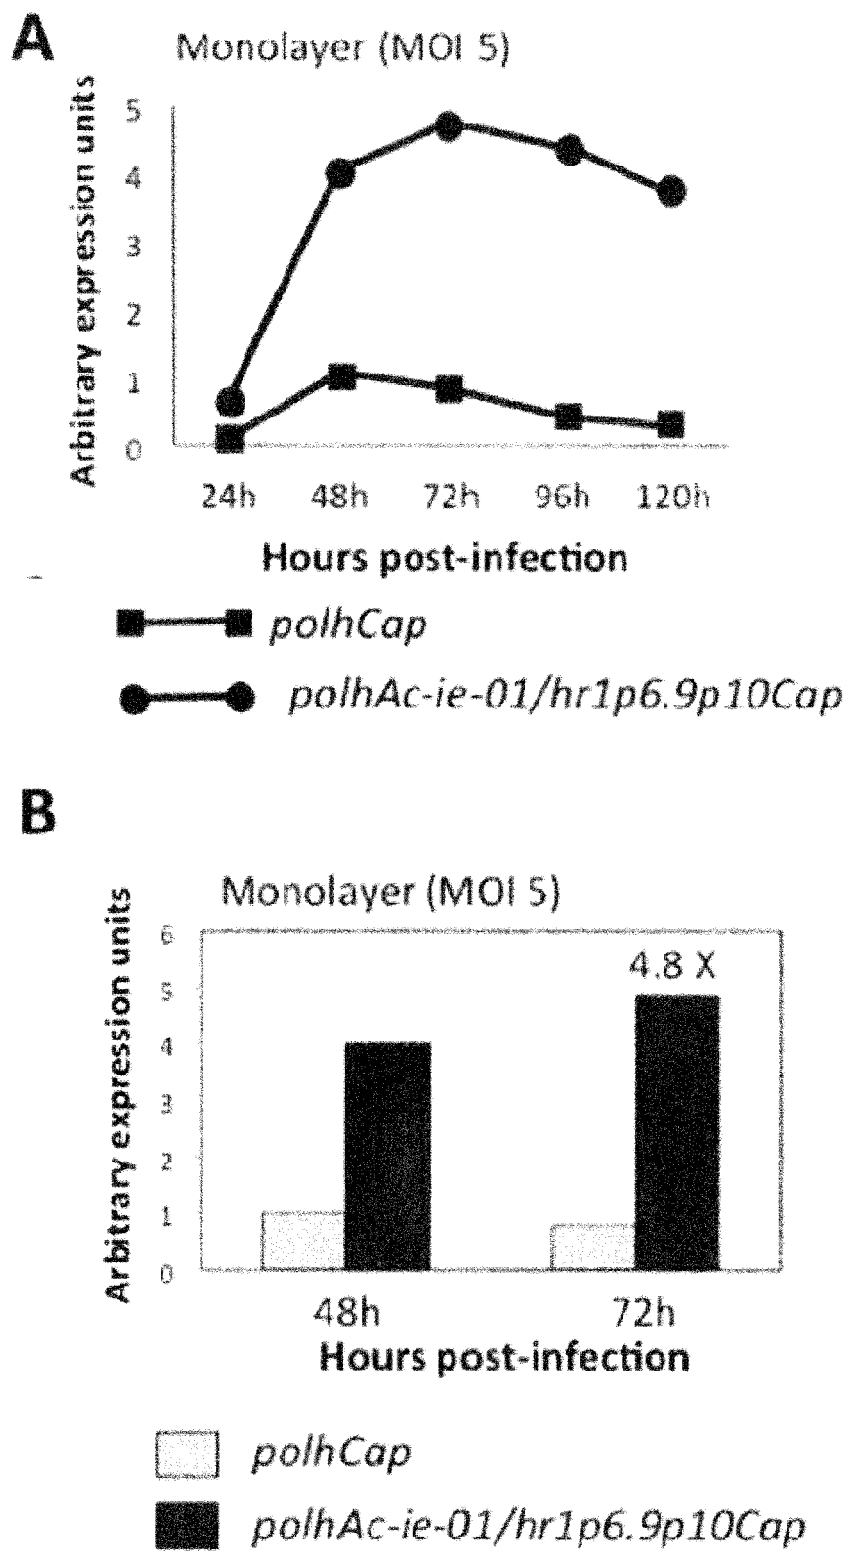 A
Monolayer (MOI 5)
Arbitrary expression units
5
4
3
2
1
0
24h 48h 72h 96h 120h
Hours post-infection
polhCap
polhAc-ie-01/hr1p6.9p10Cap
B
Monolayer (MOI 5)
Arbitrary expression units
6
5
4
3
2
1
0
4.8 X
48h 72h
Hours post-infection
polhCap
polhAc-ie-01/hr1p6.9p10Cap